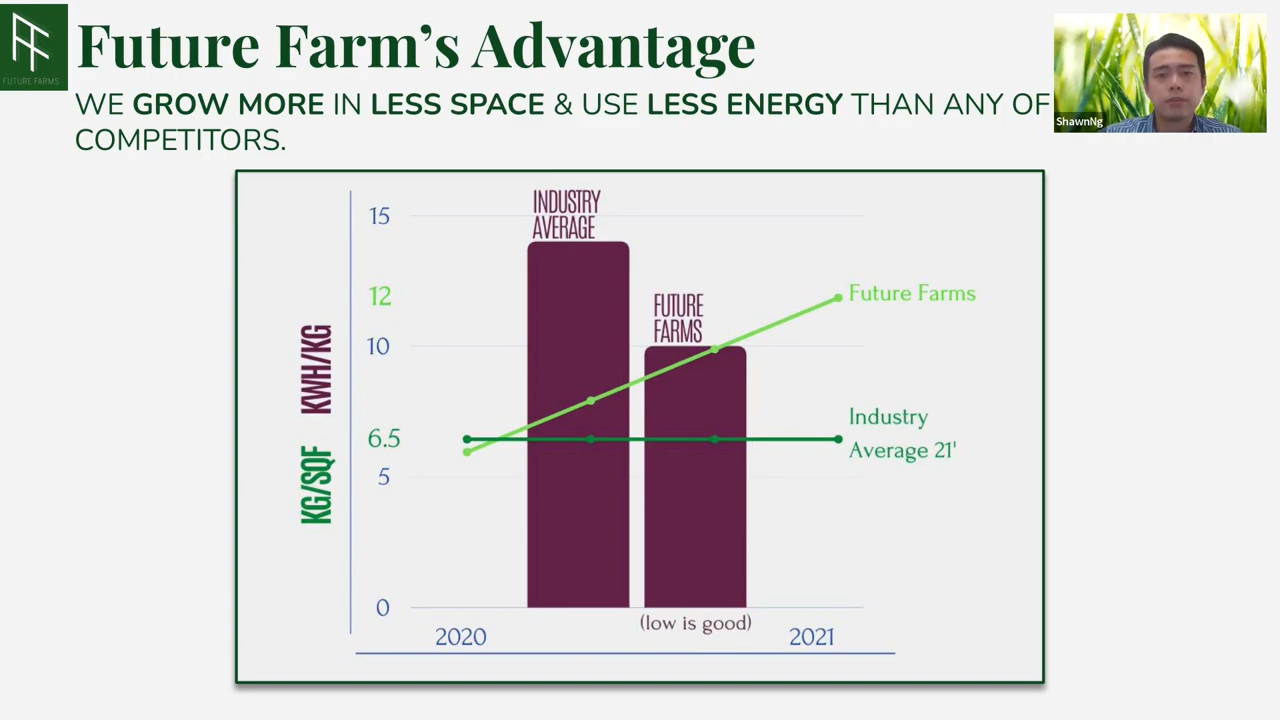 Future Farm's Advantage
FUTURE FARMS
WE GROW MORE IN LESS SPACE & USE LESS ENERGY THAN ANY OF
COMPETITORS.
ShawnNg
INDUSTRY
AVERAGE
15
12
10
6.5
5
0
KWH/KG
KG/SQF
FUTURE
FARMS
Future Farms
Industry
Average 21'
(low is good)
2020
2021